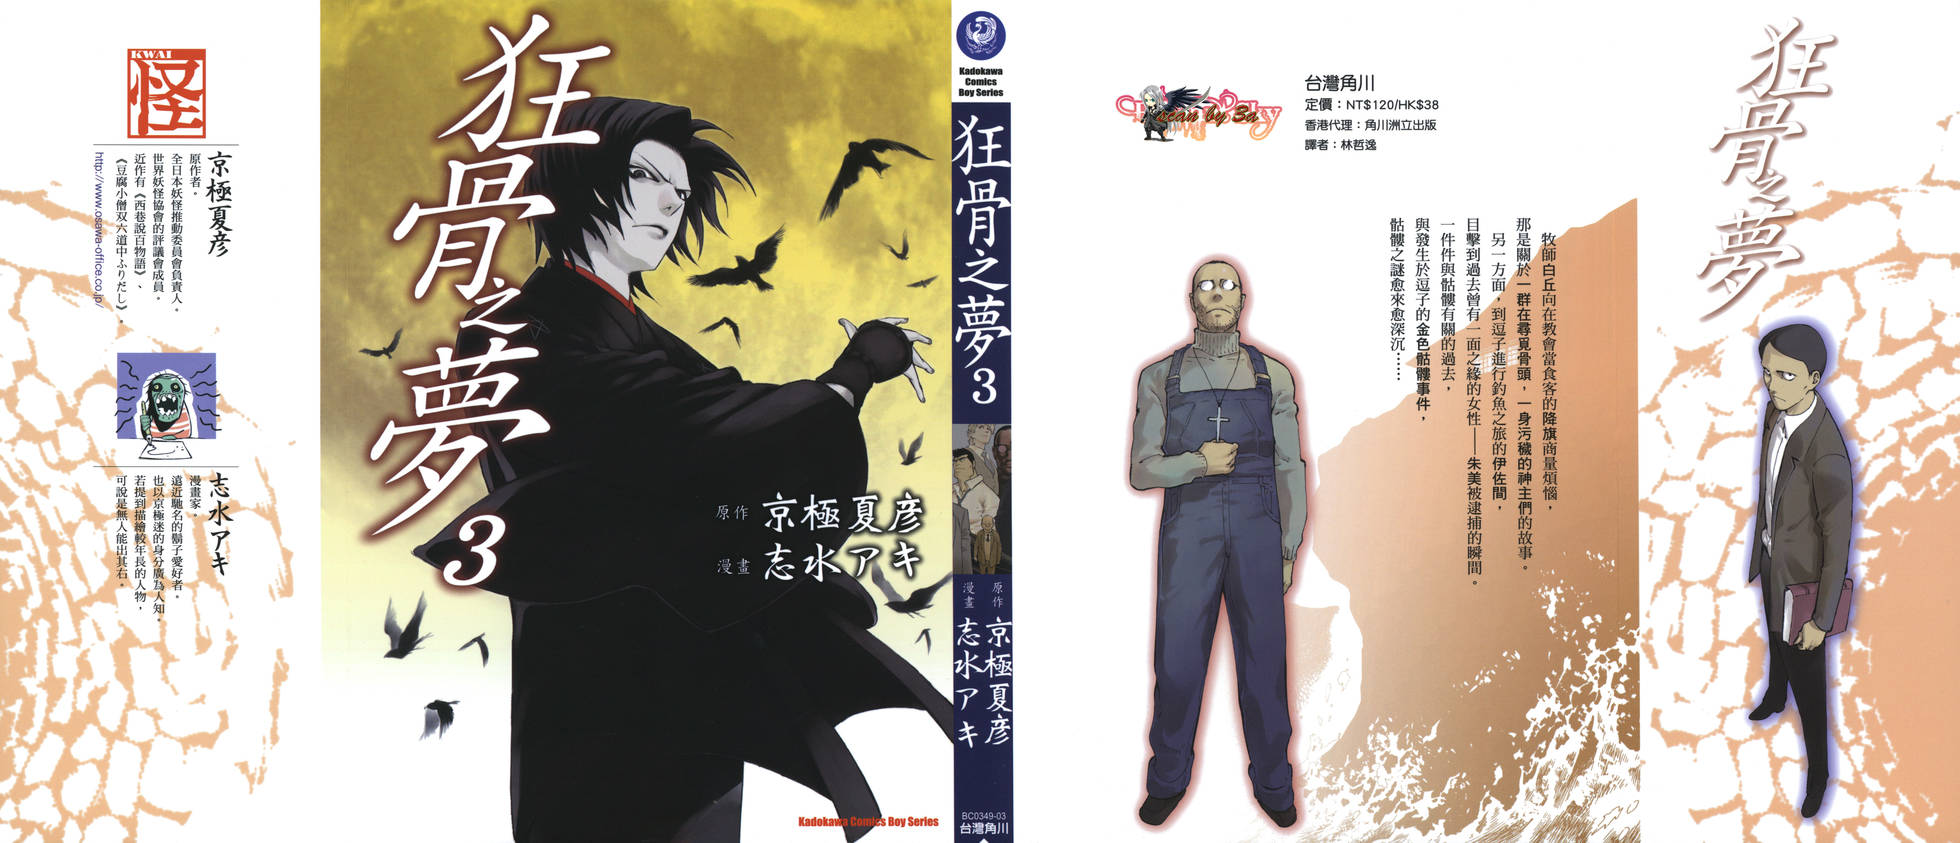 KWAI
怪
京極夏彦
原作者。
全日本妖怪推動委員會負責人。
世界妖怪協會的評議會成員。
近作有《西巷說百物語》、
《豆腐小僧双六道中ふりだし》。
http://www.osawa-office.co.jp/
志水アキ
漫畫家。
遠近馳名的鬍子愛好者。
也以京極迷的身分廣為人知。
若提到描繪較年長的人物，
可說是無人能出其右。
狂骨之夢
3
原作 京極夏彦
漫畫 志水アキ
Kadokawa Comics Boy Series
Kadokawa
Comics
Boy Series
狂骨之夢3
原作 京極夏彦
漫畫 志水アキ
BC0349-03
台灣角川
scan by 3a
台灣角川
定價：NT$120/HK$38
香港代理：角川洲立出版
譯者：林哲逸
牧師白丘向在教會當食客的降旗商量煩惱，
那是關於一群在尋覓骨頭，一身污穢的神主們的故事。
另一方面，到逗子進行釣魚之旅的伊佐間，
目擊到過去曾有一面之緣的女性——朱美被逮捕的瞬間。
一件件與骷髏有關的過去，
與發生於逗子的金色骷髏事件，
骷髏之謎愈來愈深沉……
狂骨之夢